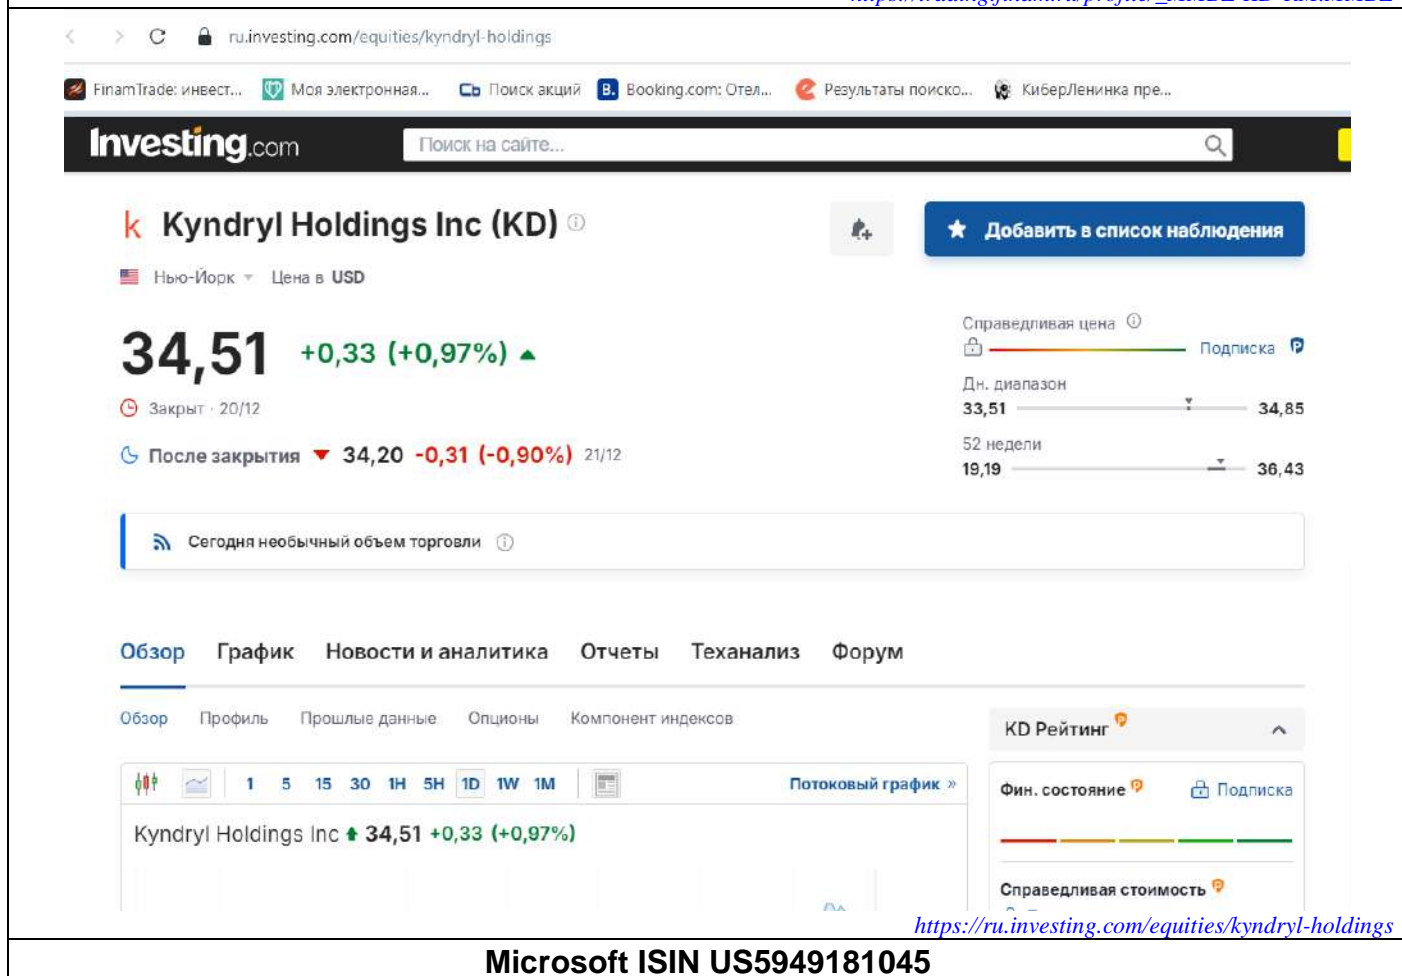 ru.investing.com/equities/kyndryl-holdings
FinamTrade: инвест... Моя электронная... Сь Поиск акций B. Booking.com: Отел... Результаты поиско... КиберЛенинка пре...
Investing.com Поиск на сайте...
k Kyndryl Holdings Inc (KD)
Добавить в список наблюдения
Нью-Йорк Цена в USD
34,51 +0,33 (+0,97%)
Закрыт · 20/12
После закрытия 34,20 -0,31 (-0,90%) 21/12
Справедливая цена
Подписка
Дн. диапазон
33,51 34,85
52 недели
19,19 36,43
Сегодня необычный объем торговли
Обзор График Новости и аналитика Отчеты Теханализ Форум
Обзор Профиль Прошлые данные Опционы Компонент индексов
1 5 15 30 1H 5H 1D 1W 1M Потоковый график »
Kyndryl Holdings Inc 34,51 +0,33 (+0,97%)
KD Рейтинг
Фин. состояние Подписка
Справедливая стоимость
https://ru.investing.com/equities/kyndryl-holdings
Microsoft ISIN US5949181045